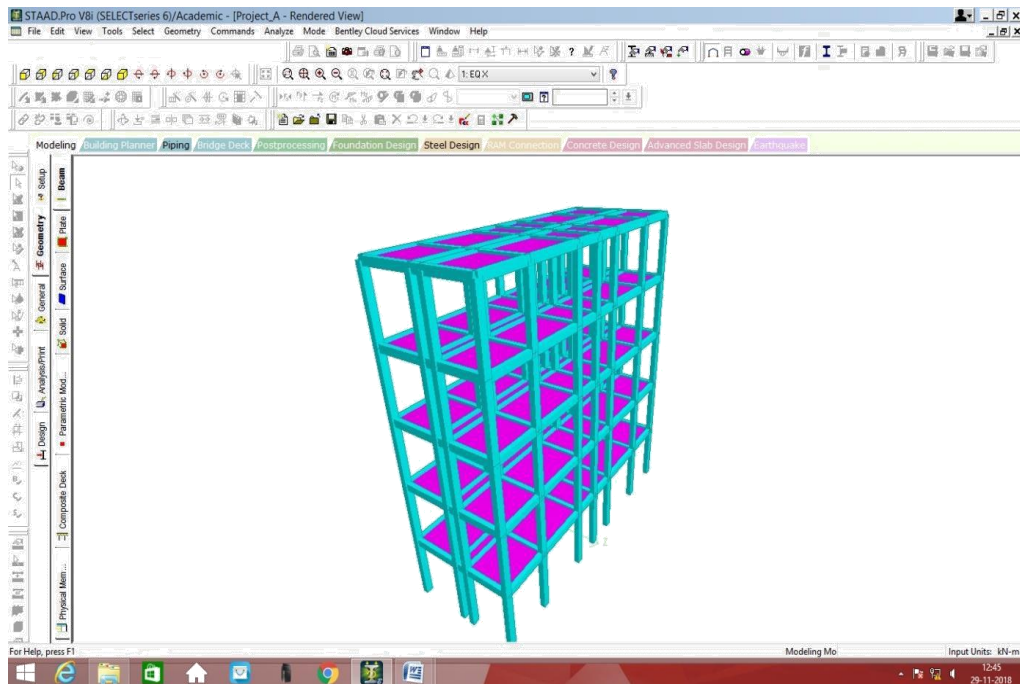 STAAD.Pro V8i (SELECTseries 6)/Academic - [Project_A - Rendered View]
File Edit View Tools Select Geometry Commands Analyze Mode Bentley Cloud Services Window Help
1: EQ X
Modeling Building Planner Piping Bridge Deck Postprocessing Foundation Design Steel Design RAM Connection Concrete Design Advanced Slab Design Earthquake
Setup
Geometry
General
Analysis/Print
Design
Beam
Plate
Surface
Solid
Parametric Mod...
Composite Deck
Physical Mem...
For Help, press F1
Modeling Mo
Input Units: kN-m
12:45
29-11-2018